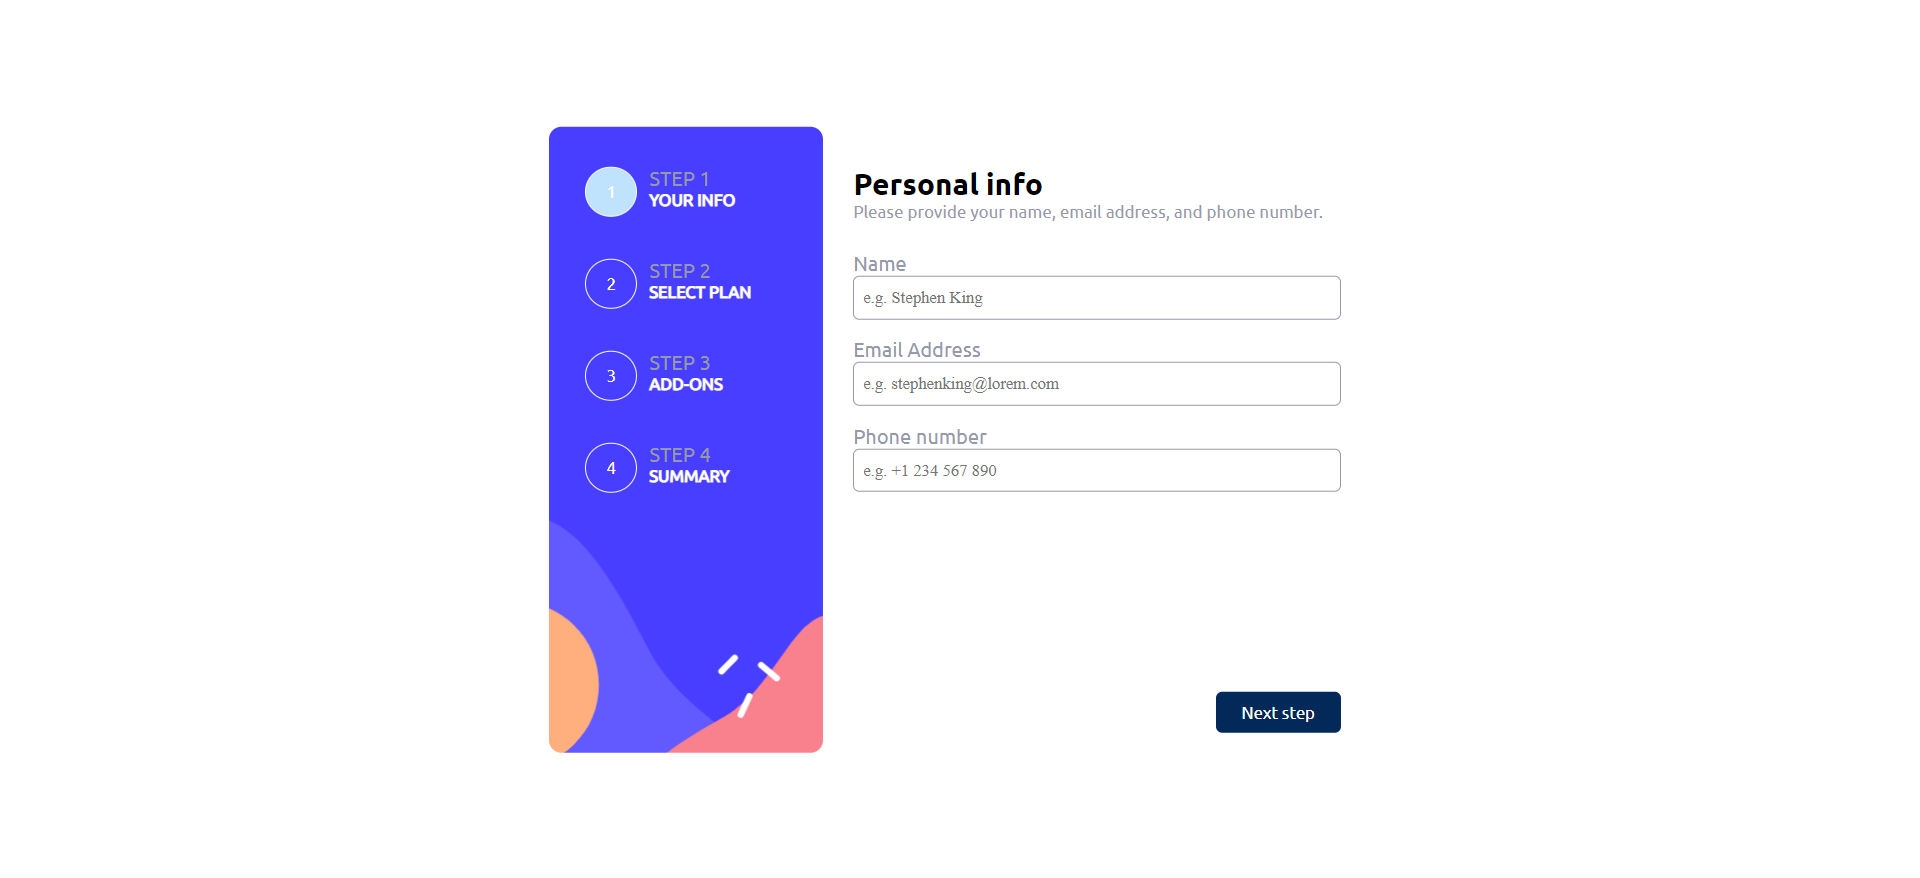 1
STEP 1
YOUR INFO
2
STEP 2
SELECT PLAN
3
STEP 3
ADD-ONS
4
STEP 4
SUMMARY
Personal info
Please provide your name, email address, and phone number.
Name
e.g. Stephen King
Email Address
e.g. stephenking@lorem.com
Phone number
e.g. +1 234 567 890
Next step